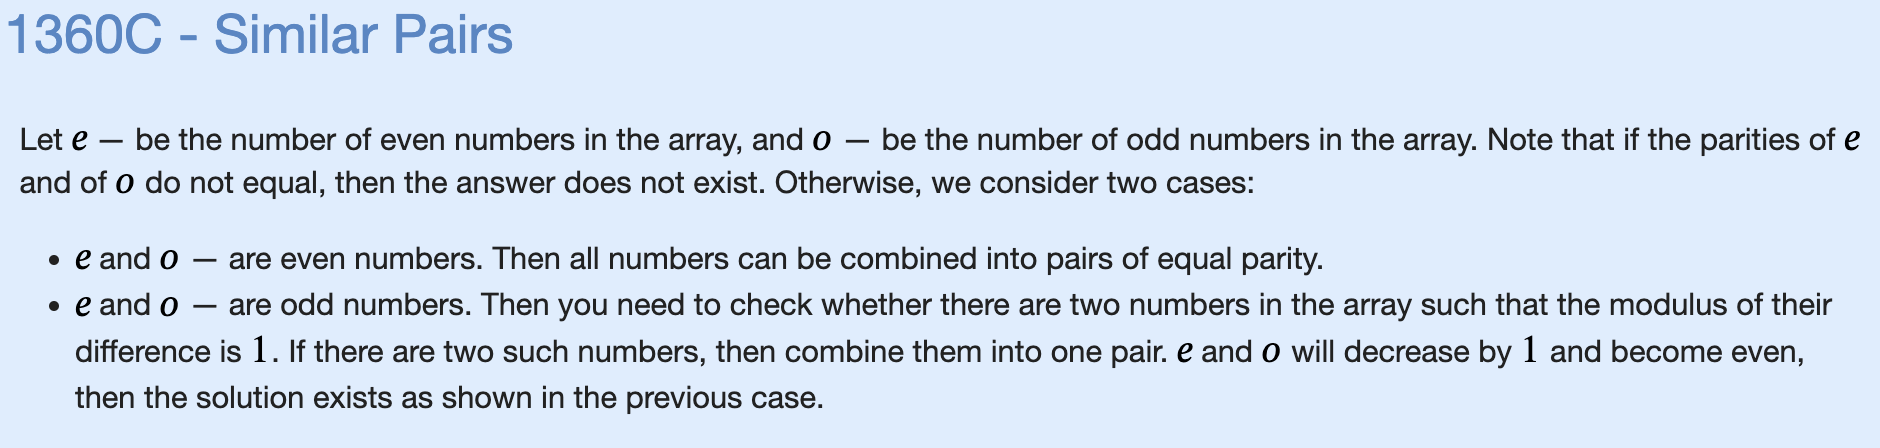 1360C - Similar Pairs
Let e — be the number of even numbers in the array, and o — be the number of odd numbers in the array. Note that if the parities of e
and of o do not equal, then the answer does not exist. Otherwise, we consider two cases:
• e and o — are even numbers. Then all numbers can be combined into pairs of equal parity.
• e and o — are odd numbers. Then you need to check whether there are two numbers in the array such that the modulus of their
difference is 1. If there are two such numbers, then combine them into one pair. e and o will decrease by 1 and become even,
then the solution exists as shown in the previous case.